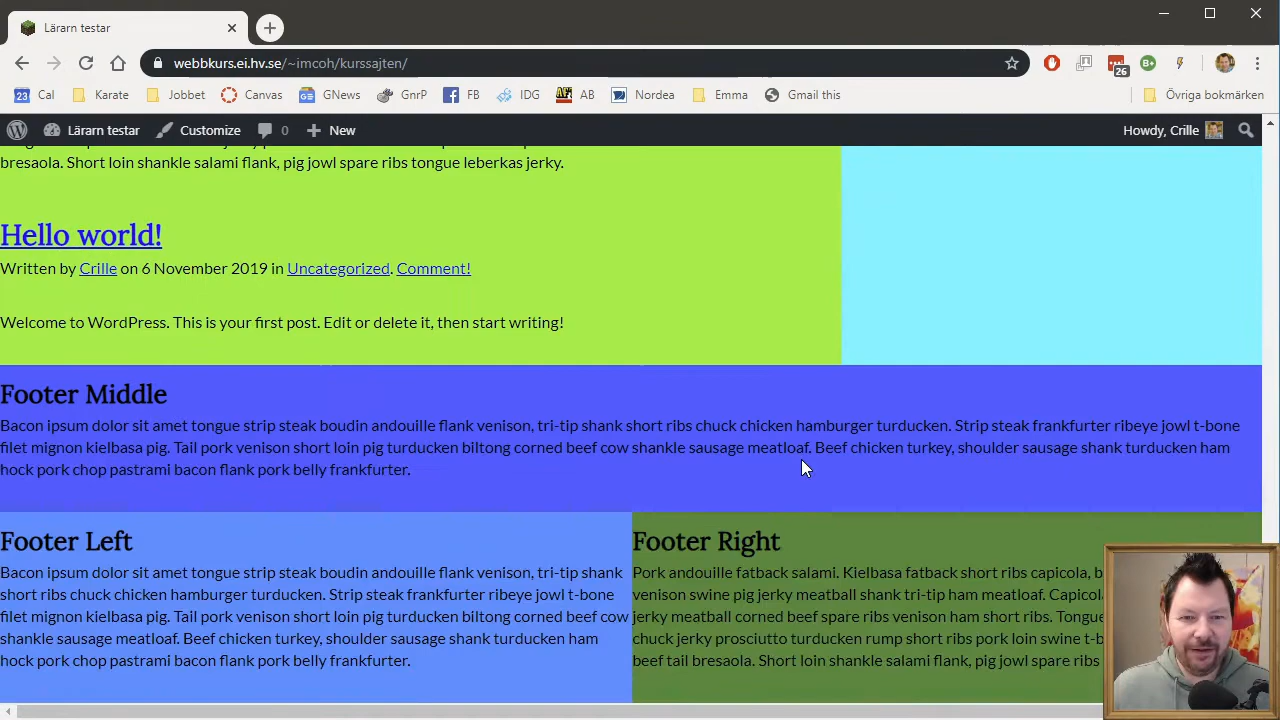 Lärarn testar
webbkurs.ei.hv.se/~imcoh/kurssajten/
26
23 Cal
Karate
Jobbet
Canvas
GNews
GnrP
FB
IDG
AB
Nordea
Emma
Gmail this
Övriga bokmärken
Lärarn testar
Customize
0
New
Howdy, Crille
bresaola. Short loin shankle salami flank, pig jowl spare ribs tongue leberkas jerky.
Hello world!
Written by Crille on 6 November 2019 in Uncategorized. Comment!
Welcome to WordPress. This is your first post. Edit or delete it, then start writing!
Footer Middle
Bacon ipsum dolor sit amet tongue strip steak boudin andouille flank venison, tri-tip shank short ribs chuck chicken hamburger turducken. Strip steak frankfurter ribeye jowl t-bone
filet mignon kielbasa pig. Tail pork venison short loin pig turducken biltong corned beef cow shankle sausage meatloaf. Beef chicken turkey, shoulder sausage shank turducken ham
hock pork chop pastrami bacon flank pork belly frankfurter.
Footer Left
Bacon ipsum dolor sit amet tongue strip steak boudin andouille flank venison, tri-tip shank
short ribs chuck chicken hamburger turducken. Strip steak frankfurter ribeye jowl t-bone
filet mignon kielbasa pig. Tail pork venison short loin pig turducken biltong corned beef cow
shankle sausage meatloaf. Beef chicken turkey, shoulder sausage shank turducken ham
hock pork chop pastrami bacon flank pork belly frankfurter.
Footer Right
Pork andouille fatback salami. Kielbasa fatback short ribs capicola, b
venison swine pig jerky meatball shank tri-tip ham meatloaf. Capicola
jerky meatball corned beef spare ribs venison ham short ribs. Tongue
chuck jerky prosciutto turducken rump short ribs pork loin swine t-b
beef tail bresaola. Short loin shankle salami flank, pig jowl spare ribs